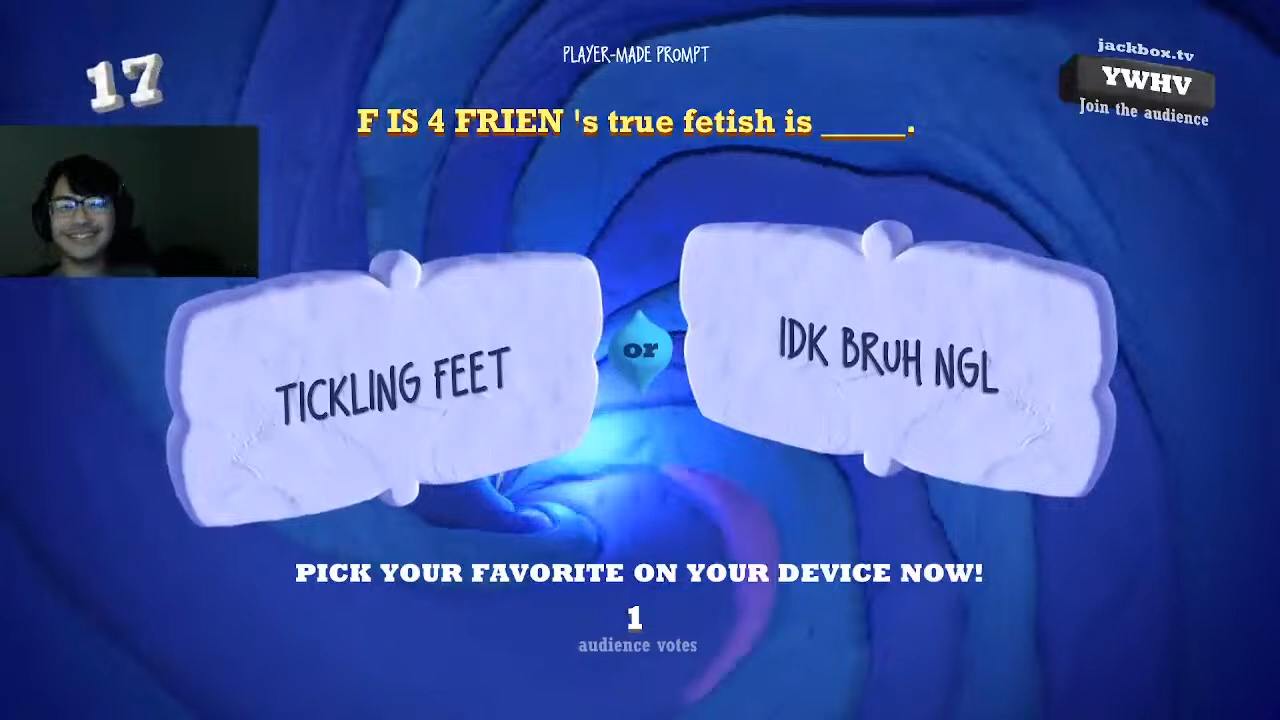 17
PLAYER-MADE PROMPT
jackbox.tv
YWHV
Join the audience
F IS 4 FRIEN 's true fetish is _____.
TICKLING FEET
or
IDK BRUH NGL
PICK YOUR FAVORITE ON YOUR DEVICE NOW!
1
audience votes